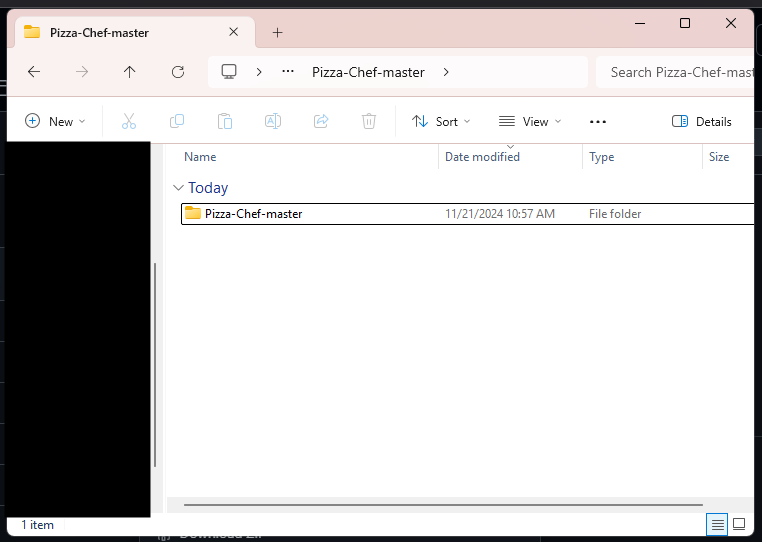 Pizza-Chef-master
Pizza-Chef-master
Search Pizza-Chef-mast
New
Sort
View
Details
Name
Date modified
Type
Size
Today
Pizza-Chef-master
11/21/2024 10:57 AM
File folder
1 item